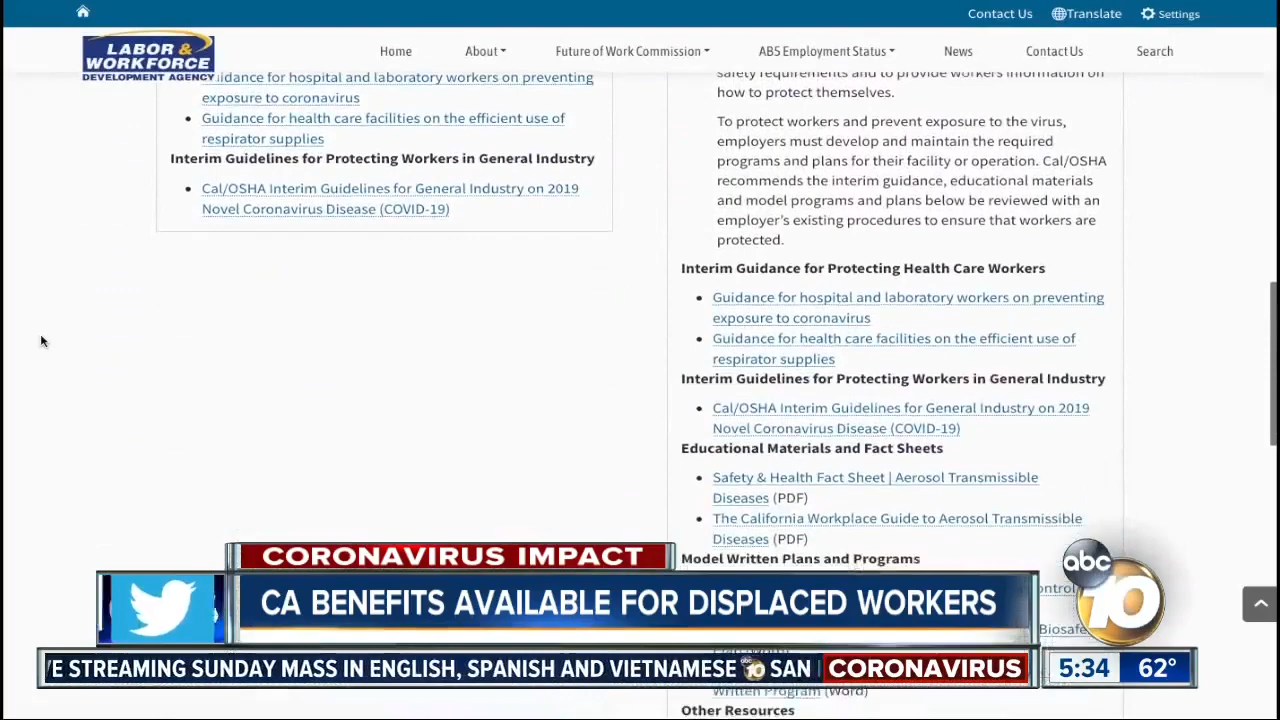 Contact Us Translate Settings
LABOR &
WORKFORCE
DEVELOPMENT AGENCY
Home About Future of Work Commission AB5 Employment Status News Contact Us Search
uidance for hospital and laboratory workers on preventing
exposure to coronavirus
Guidance for health care facilities on the efficient use of
respirator supplies
Interim Guidelines for Protecting Workers in General Industry
Cal/OSHA Interim Guidelines for General Industry on 2019
Novel Coronavirus Disease (COVID-19)
safety requirements and to provide workers information on
how to protect themselves.
To protect workers and prevent exposure to the virus,
employers must develop and maintain the required
programs and plans for their facility or operation. Cal/OSHA
recommends the interim guidance, educational materials
and model programs and plans below be reviewed with an
employer's existing procedures to ensure that workers are
protected.
Interim Guidance for Protecting Health Care Workers
Guidance for hospital and laboratory workers on preventing
exposure to coronavirus
Guidance for health care facilities on the efficient use of
respirator supplies
Interim Guidelines for Protecting Workers in General Industry
Cal/OSHA Interim Guidelines for General Industry on 2019
Novel Coronavirus Disease (COVID-19)
Educational Materials and Fact Sheets
Safety & Health Fact Sheet | Aerosol Transmissible
Diseases (PDF)
The California Workplace Guide to Aerosol Transmissible
Diseases (PDF)
Model Written Plans and Programs
ontrol
Biosafe
Written Program (Word)
Other Resources
CORONAVIRUS IMPACT
CA BENEFITS AVAILABLE FOR DISPLACED WORKERS
abc
10
E STREAMING SUNDAY MASS IN ENGLISH, SPANISH AND VIETNAMESE abc 10 SAN
CORONAVIRUS
5:34 62°